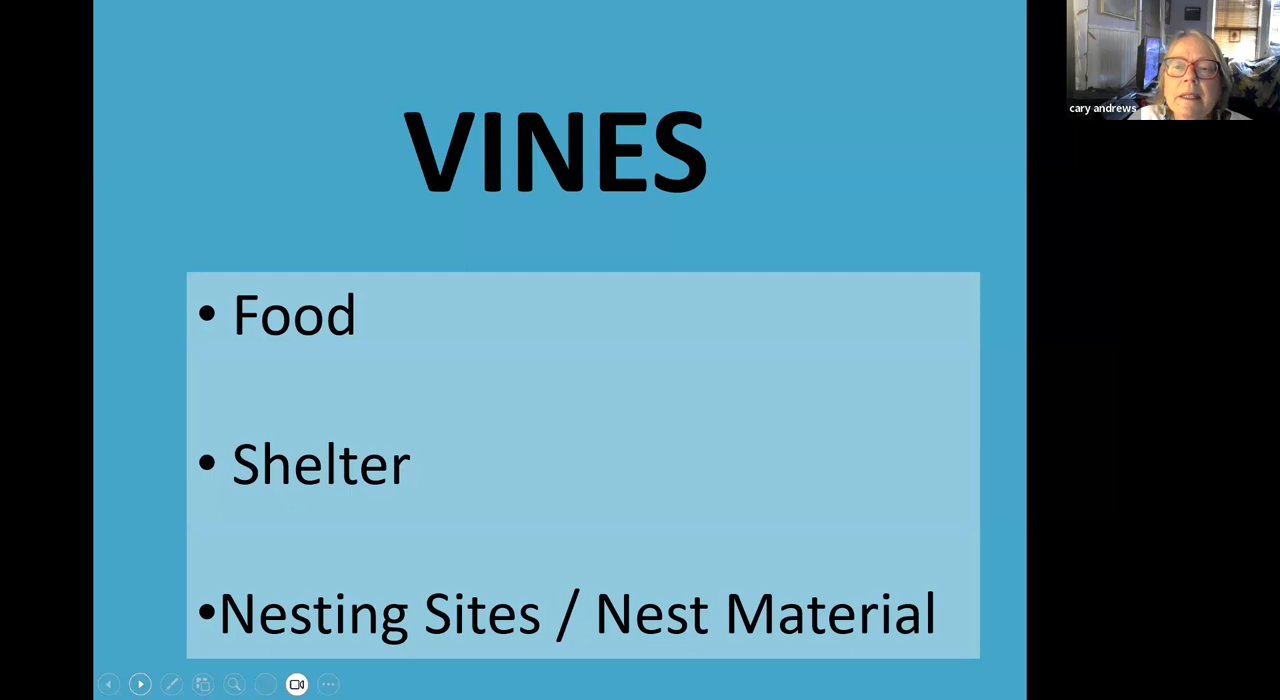 VINES
• Food
• Shelter
•Nesting Sites / Nest Material
cary andrews